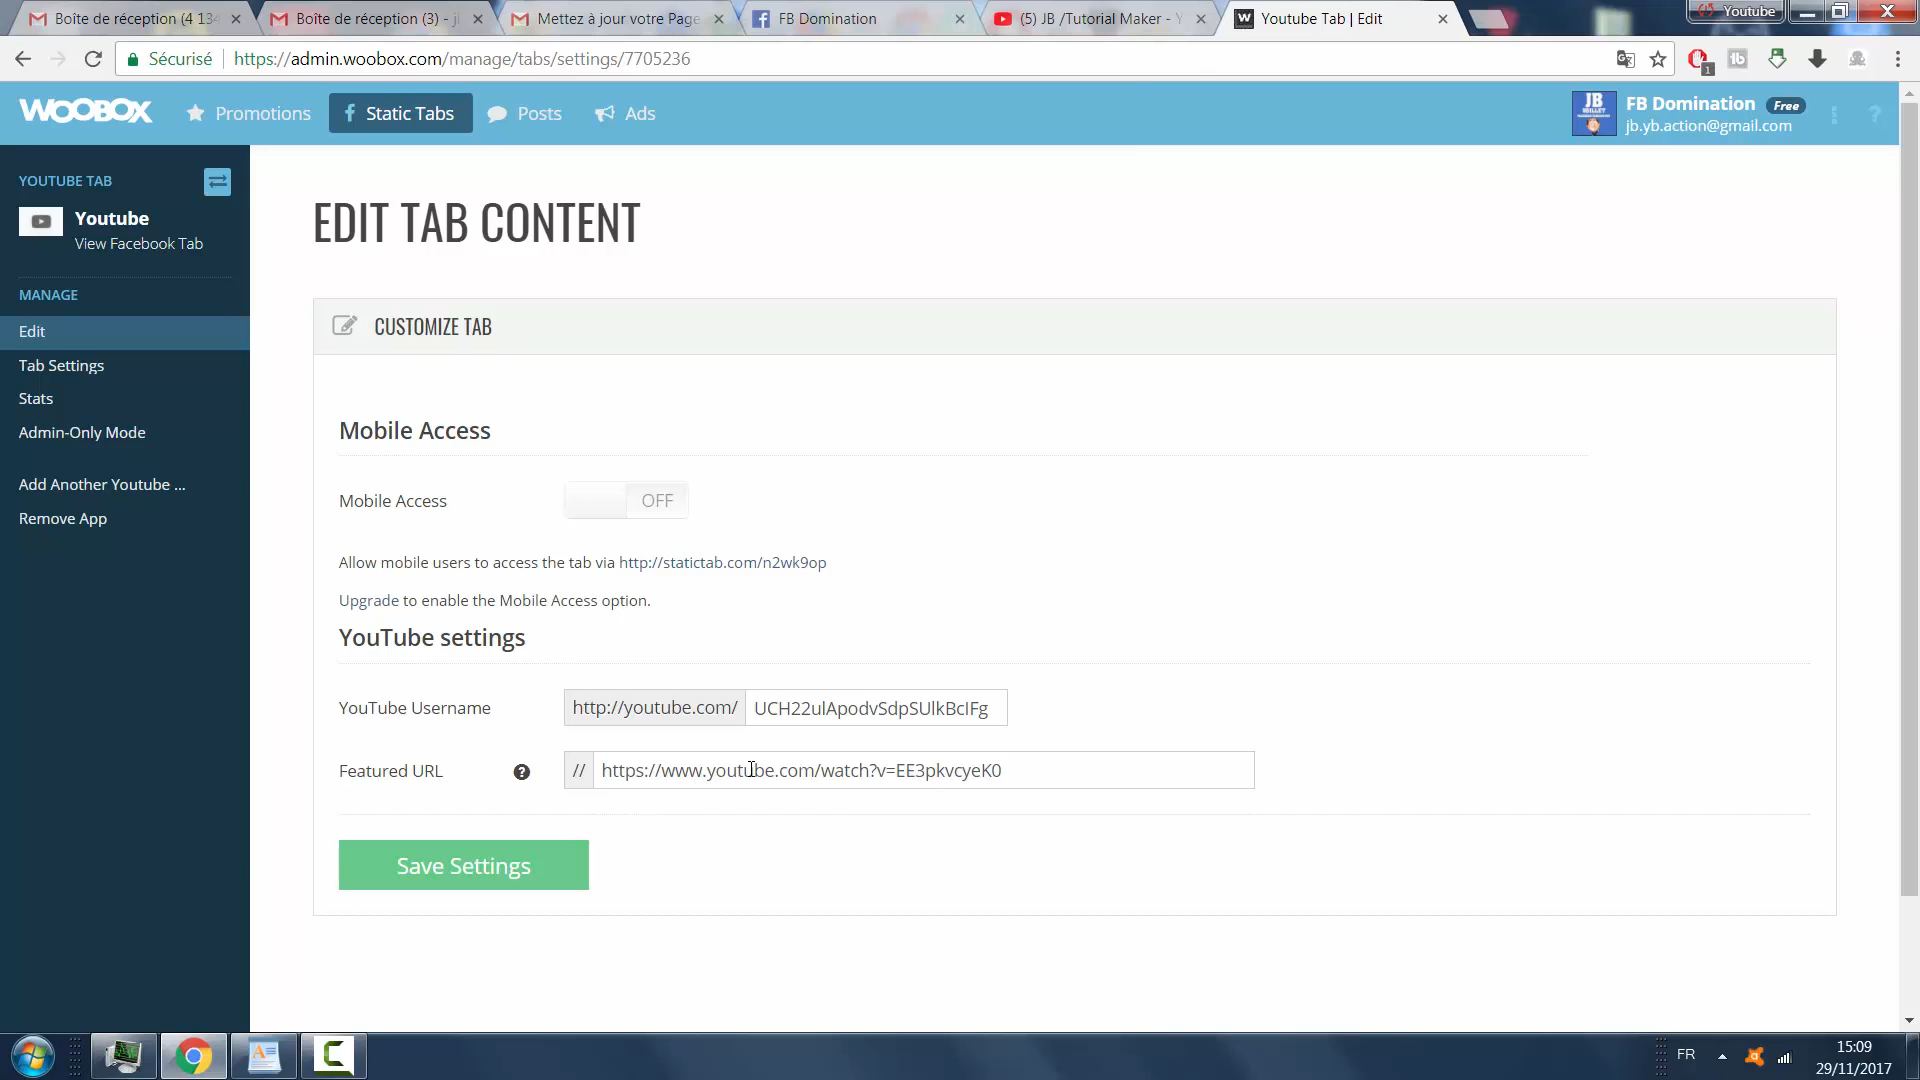 Boîte de réception (4 134
Boîte de réception (3) - j
Mettez à jour votre Page
FB Domination
(5) JB /Tutorial Maker - Y
Youtube Tab | Edit
Youtube
Sécurisé
https://admin.woobox.com/manage/tabs/settings/7705236
1
WOOBOX
Promotions
Static Tabs
Posts
Ads
JB
FB Domination
Free
jb.yb.action@gmail.com
YOUTUBE TAB
Youtube
View Facebook Tab
MANAGE
Edit
Tab Settings
Stats
Admin-Only Mode
Add Another Youtube ...
Remove App
EDIT TAB CONTENT
CUSTOMIZE TAB
Mobile Access
Mobile Access
OFF
Allow mobile users to access the tab via http://statictab.com/n2wk9op
Upgrade to enable the Mobile Access option.
YouTube settings
YouTube Username
http://youtube.com/
UCH22ulApodvSdpSUlkBcIFg
Featured URL
?
//
https://www.youtube.com/watch?v=EE3pkvcyeK0
Save Settings
FR
15:09
29/11/2017